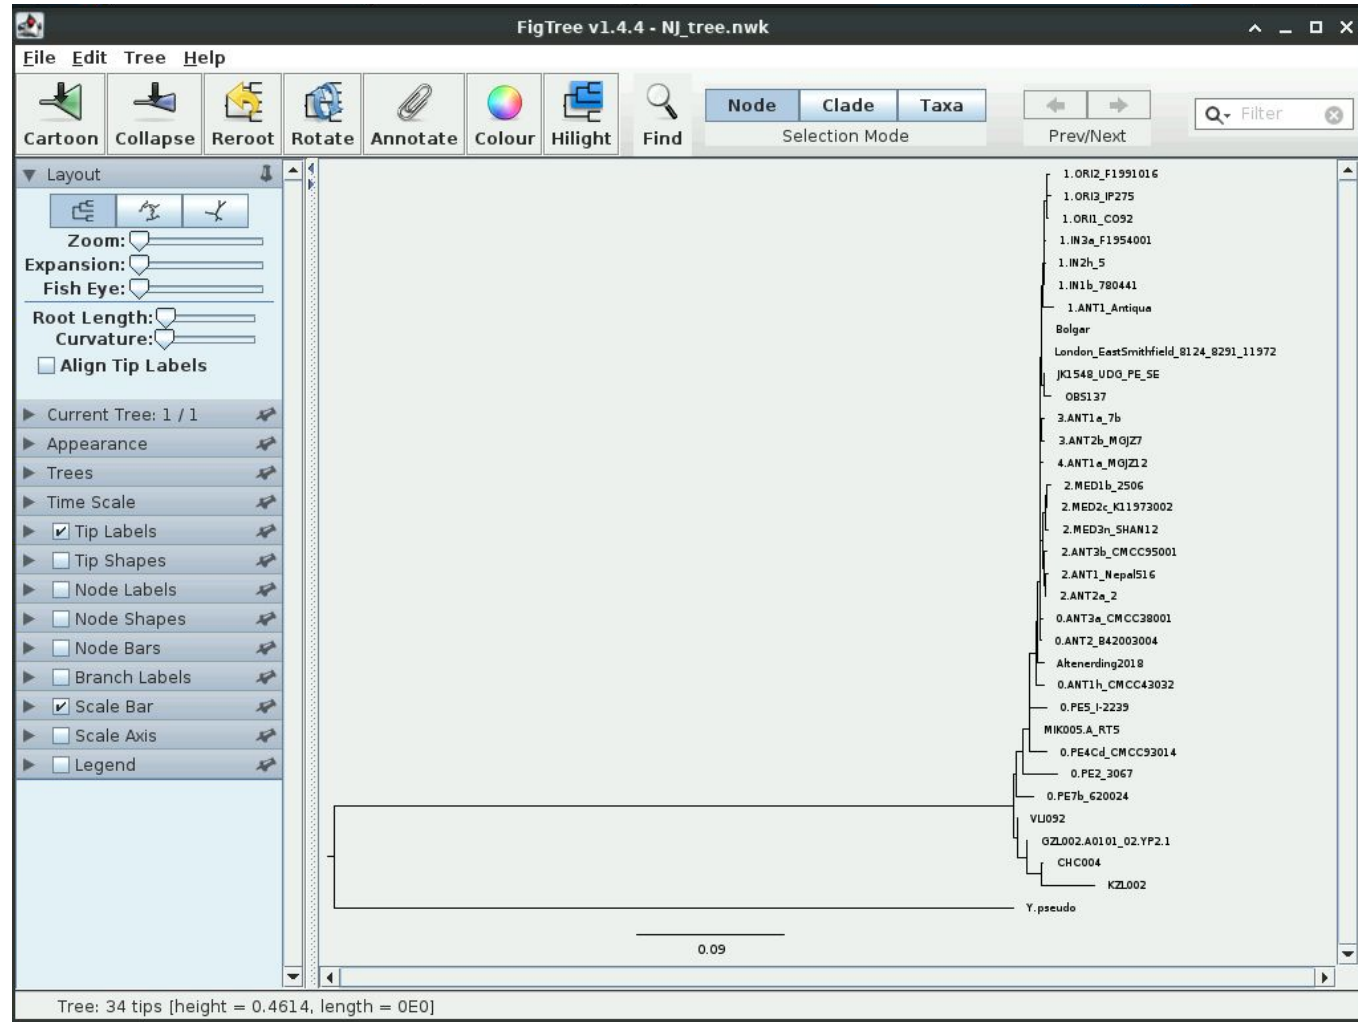 FigTree v1.4.4 - NJ_tree.nwk
File Edit Tree Help
Cartoon Collapse Reroot Rotate Annotate Colour Hilight Find
Node Clade Taxa
Selection Mode
Prev/Next
Filter
Layout
Zoom:
Expansion:
Fish Eye:
Root Length:
Curvature:
Align Tip Labels
Current Tree: 1 / 1
Appearance
Trees
Time Scale
Tip Labels
Tip Shapes
Node Labels
Node Shapes
Node Bars
Branch Labels
Scale Bar
Scale Axis
Legend
1.ORI2_F1991016
1.ORI3_IP275
1.ORI1_CO92
1.IN3a_F1954001
1.IN2h_5
1.IN1b_780441
1.ANT1_Antiqua
Bolgar
London_EastSmithfield_8124_8291_11972
JK1548_UDG_PE_SE
OBS137
3.ANT1a_7b
3.ANT2b_MGJZ7
4.ANT1a_MGJZ12
2.MED1b_2506
2.MED2c_K11973002
2.MED3n_SHAN12
2.ANT3b_CMCC95001
2.ANT1_Nepal516
2.ANT2a_2
0.ANT3a_CMCC38001
0.ANT2_B42003004
Altenerding2018
0.ANT1h_CMCC43032
0.PE5_I-2239
MIK005.A_RT5
0.PE4Cd_CMCC93014
0.PE2_3067
0.PE7b_620024
VLI092
GZL002.A0101_02.YP2.1
CHC004
KZL002
Y.pseudo
0.09
Tree: 34 tips [height = 0.4614, length = 0E0]